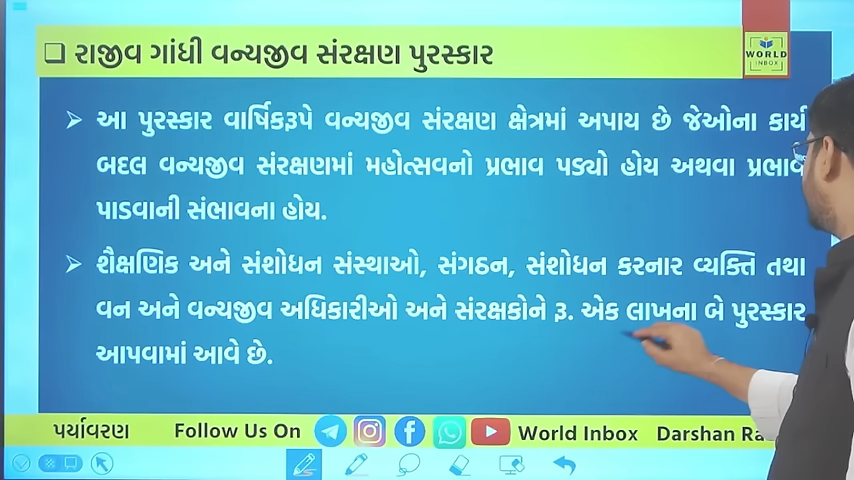 ❑ રાજીવ ગાંધી વન્યજીવ સંરક્ષણ પુરસ્કાર
WORLD
INBOX
➢ આ પુરસ્કાર વાર્ષિકરૂપે વન્યજીવ સંરક્ષણ ક્ષેત્રમાં અપાય છે જેઓના કાર્ય
બદલ વન્યજીવ સંરક્ષણમાં મહોત્સવનો પ્રભાવ પડ્યો હોય અથવા પ્રભાવ
પાડવાની સંભાવના હોય.
➢ શૈક્ષણિક અને સંશોધન સંસ્થાઓ, સંગઠન, સંશોધન કરનાર વ્યક્તિ તથા
વન અને વન્યજીવ અધિકારીઓ અને સંરક્ષકોને રૂ. એક લાખના બે પુરસ્કાર
આપવામાં આવે છે.
પર્યાવરણ Follow Us On World Inbox Darshan